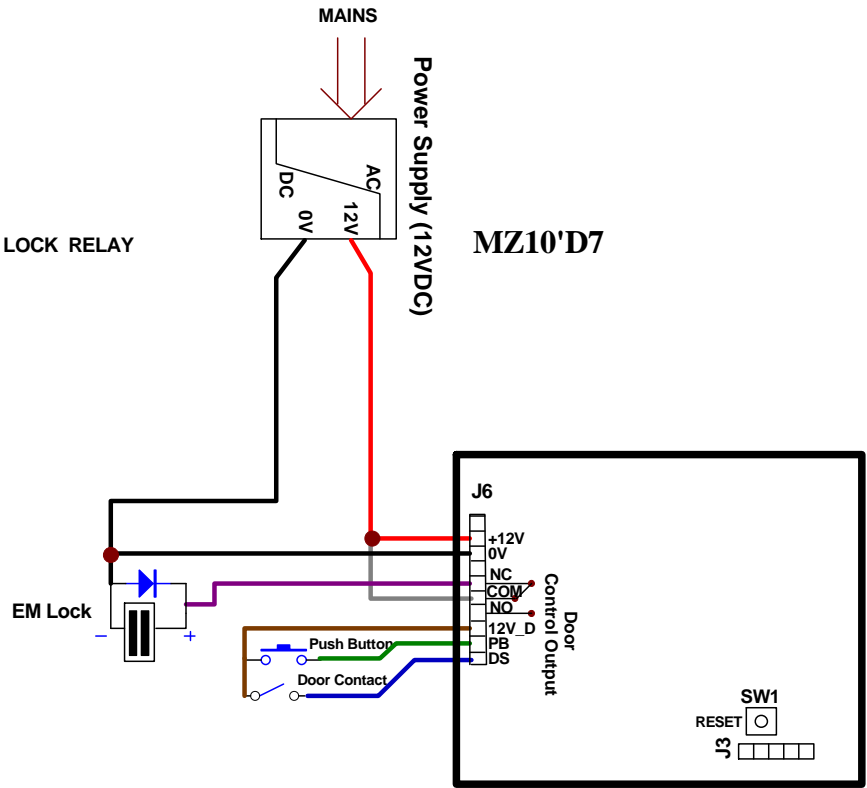 MAINS
Power Supply (12VDC)
AC
DC
0V
12V
LOCK RELAY
MZ10'D7
J6
+12V
0V
NC
COM
NO
12V_D
PB
DS
Door
Control Output
EM Lock
–
+
Push Button
Door Contact
SW1
RESET
J3